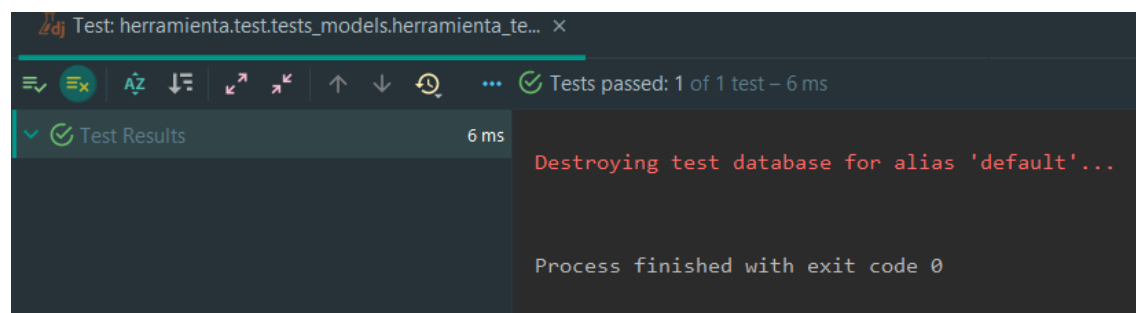 dj Test: herramienta.test.tests_models.herramienta_te... ×
Tests passed: 1 of 1 test – 6 ms
Test Results 6 ms
Destroying test database for alias 'default'...
Process finished with exit code 0